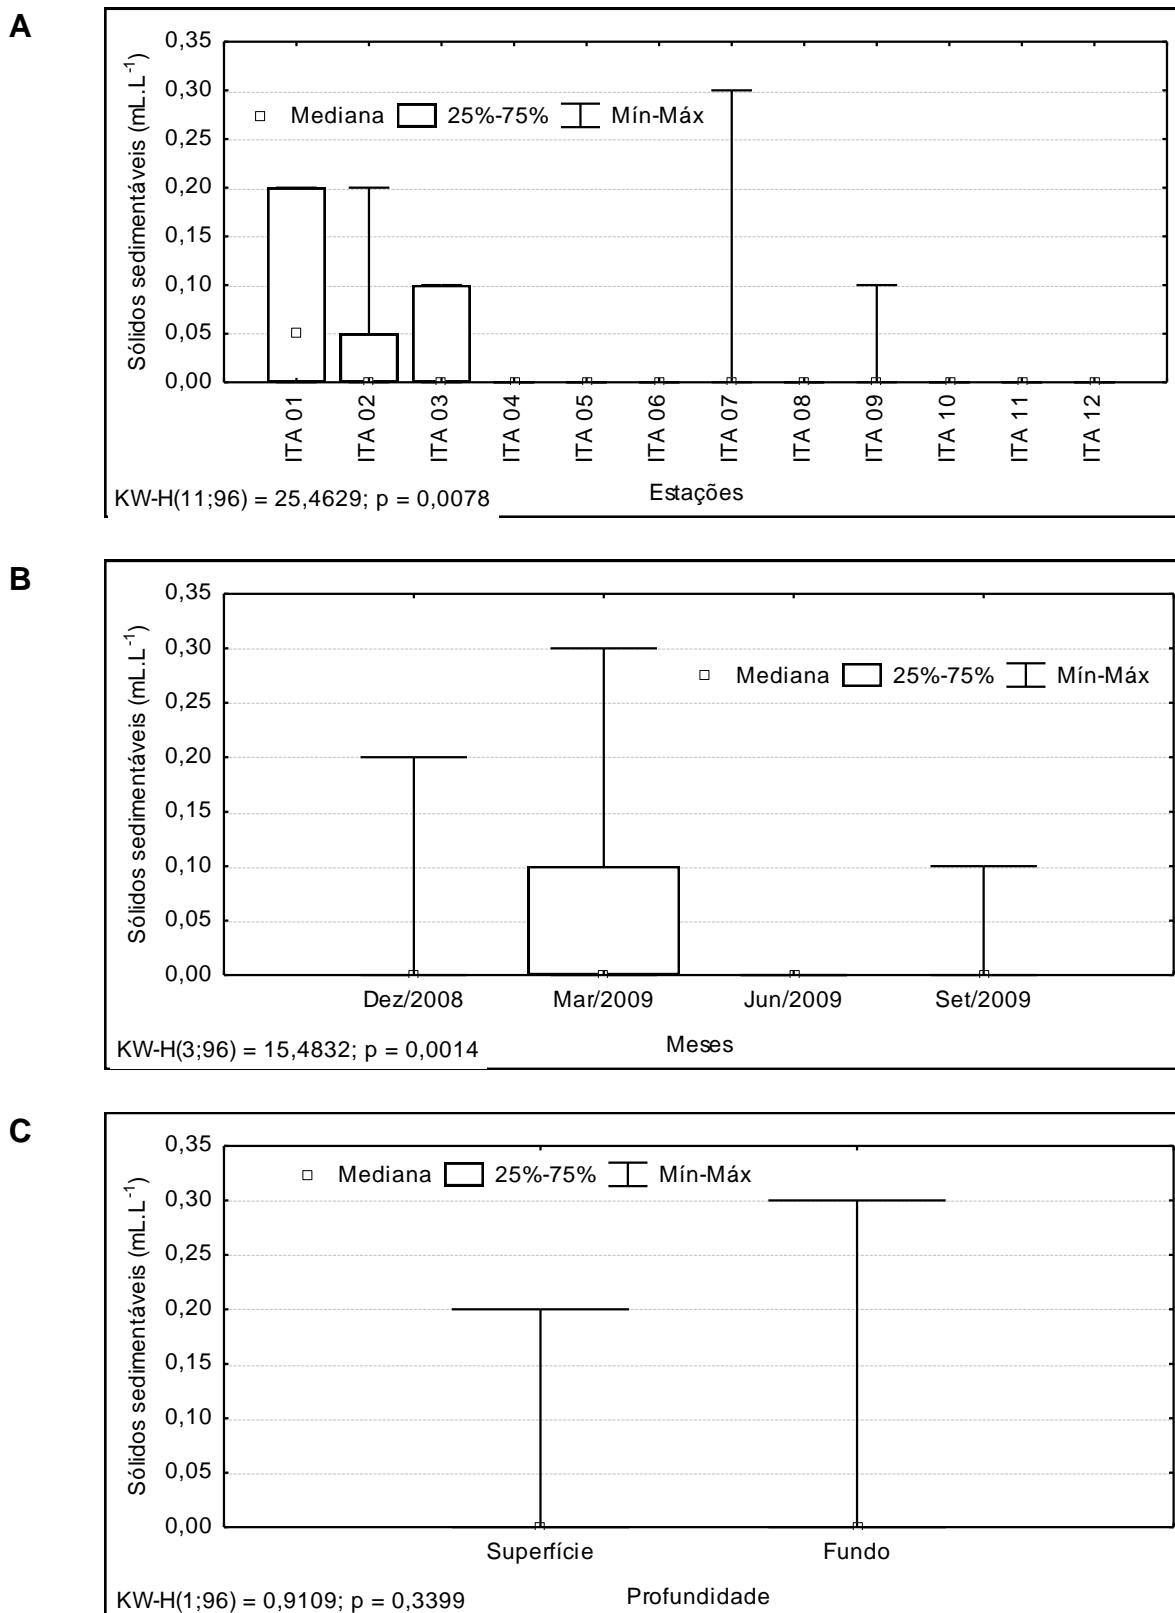 A
Sólidos sedimentáveis (mL.L⁻¹)
0,35
0,30
0,25
0,20
0,15
0,10
0,05
0,00
Mediana 25%-75% Mín-Máx
ITA 01
ITA 02
ITA 03
ITA 04
ITA 05
ITA 06
ITA 07
ITA 08
ITA 09
ITA 10
ITA 11
ITA 12
Estações
KW-H(11;96) = 25,4629; p = 0,0078
B
Sólidos sedimentáveis (mL.L⁻¹)
0,35
0,30
0,25
0,20
0,15
0,10
0,05
0,00
Mediana 25%-75% Mín-Máx
Dez/2008 Mar/2009 Jun/2009 Set/2009
Meses
KW-H(3;96) = 15,4832; p = 0,0014
C
Sólidos sedimentáveis (mL.L⁻¹)
0,35
0,30
0,25
0,20
0,15
0,10
0,05
0,00
Mediana 25%-75% Mín-Máx
Superfície Fundo
Profundidade
KW-H(1;96) = 0,9109; p = 0,3399